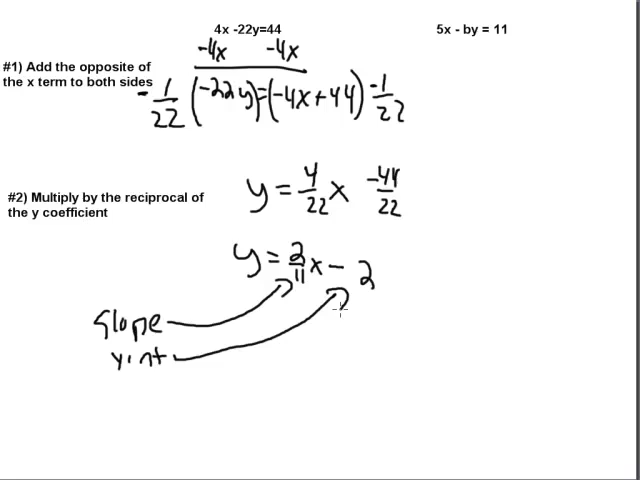 4x -22y=44
5x - by = 11
-4x -4x
#1) Add the opposite of
the x term to both sides
-1/22 (-22y)=(-4x+44) -1/22
#2) Multiply by the reciprocal of
the y coefficient
y = 4/22 x -44/22
y = 2/11 x - 2
Slope
y int